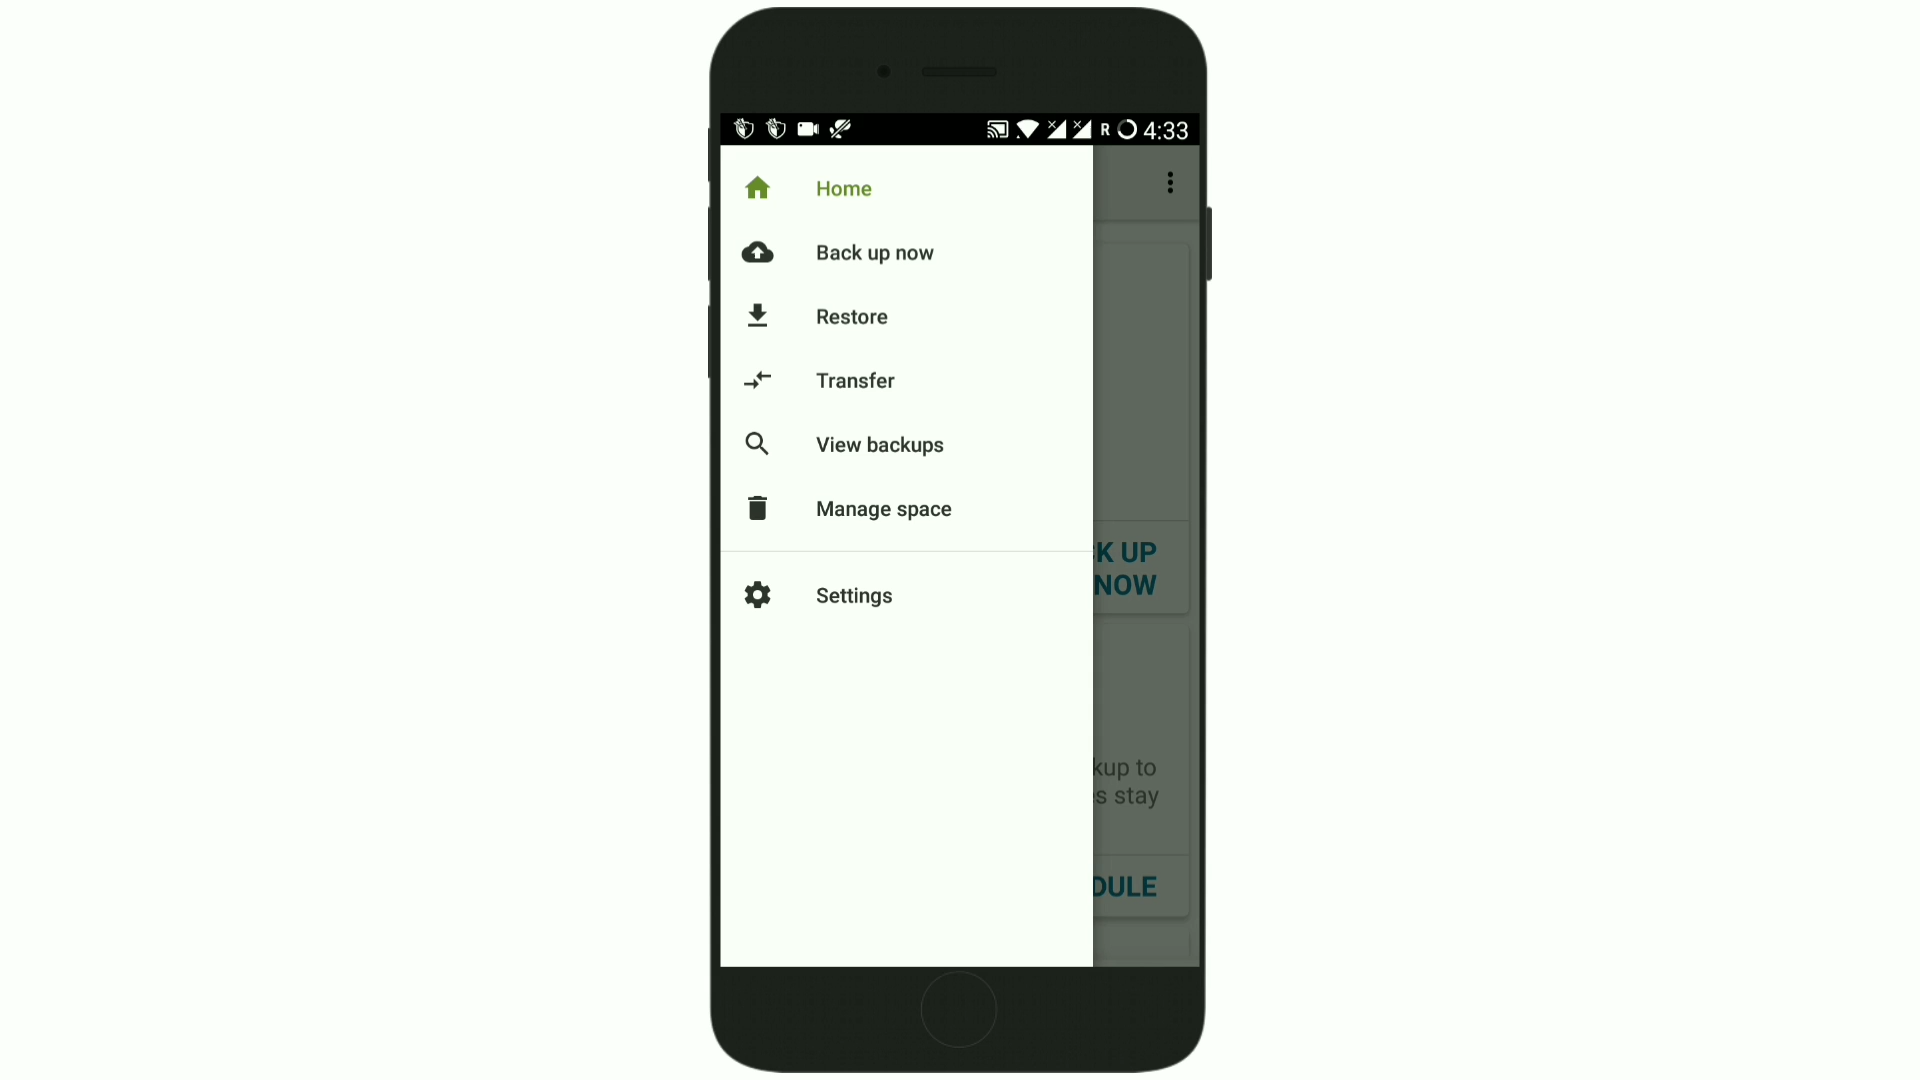 R 4:33
Home
Back up now
Restore
Transfer
View backups
Manage space
Settings
K UP
NOW
kup to
s stay
DULE